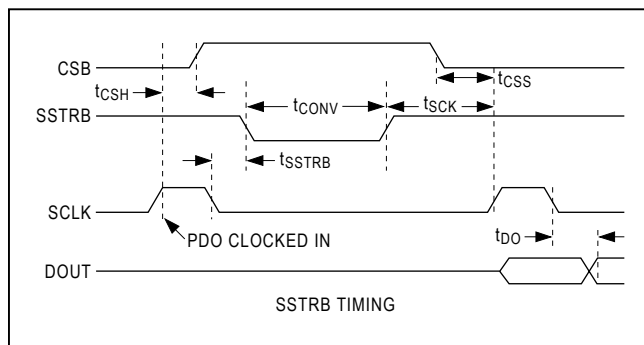 CSB
tCSH
tCSS
tCONV
tSCK
SSTRB
tSSTRB
SCLK
PDO CLOCKED IN
tDO
DOUT
SSTRB TIMING